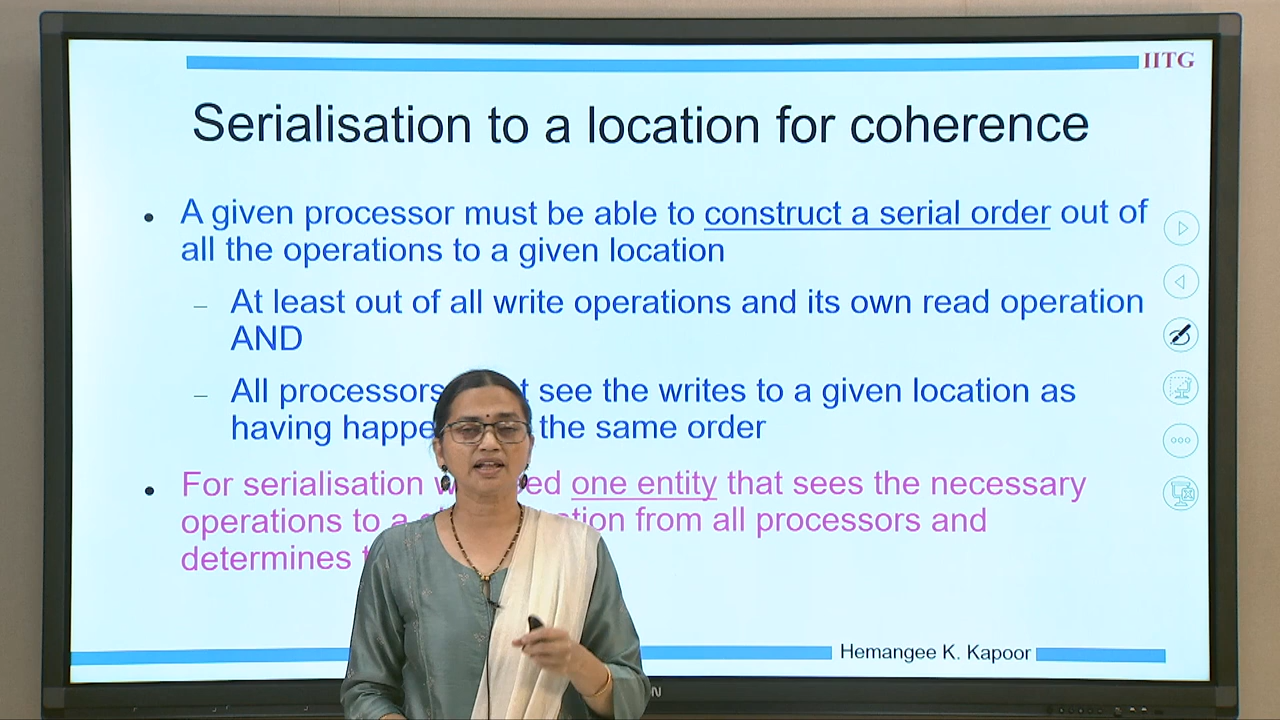 IITG
Serialisation to a location for coherence
• A given processor must be able to construct a serial order out of
all the operations to a given location
– At least out of all write operations and its own read operation
AND
– All processors see the writes to a given location as
having the same order
• For serialisation one entity that sees the necessary
operations to a from all processors and
determines
Hemangee K. Kapoor